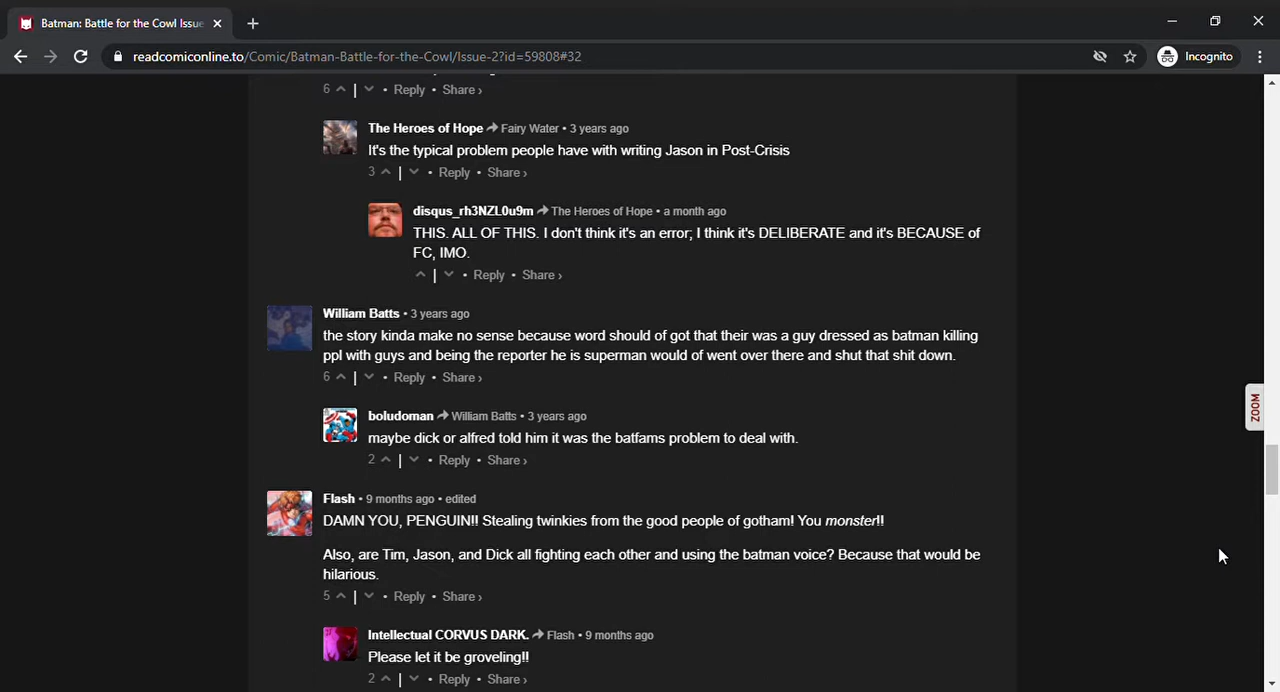 Batman: Battle for the Cowl Issue
readcomiconline.to/Comic/Batman-Battle-for-the-Cowl/Issue-2?id=59808#32
Incognito
6 | • Reply • Share ›
The Heroes of Hope Fairy Water • 3 years ago
It's the typical problem people have with writing Jason in Post-Crisis
3 | • Reply • Share ›
disqus_rh3NZL0u9m The Heroes of Hope • a month ago
THIS. ALL OF THIS. I don't think it's an error; I think it's DELIBERATE and it's BECAUSE of
FC, IMO.
| • Reply • Share ›
William Batts • 3 years ago
the story kinda make no sense because word should of got that their was a guy dressed as batman killing
ppl with guys and being the reporter he is superman would of went over there and shut that shit down.
6 | • Reply • Share ›
ZOOM
boludoman William Batts • 3 years ago
maybe dick or alfred told him it was the batfams problem to deal with.
2 | • Reply • Share ›
Flash • 9 months ago • edited
DAMN YOU, PENGUIN!! Stealing twinkies from the good people of gotham! You monster!!
Also, are Tim, Jason, and Dick all fighting each other and using the batman voice? Because that would be
hilarious.
5 | • Reply • Share ›
Intellectual CORVUS DARK. Flash • 9 months ago
Please let it be groveling!!
2 | • Reply • Share ›